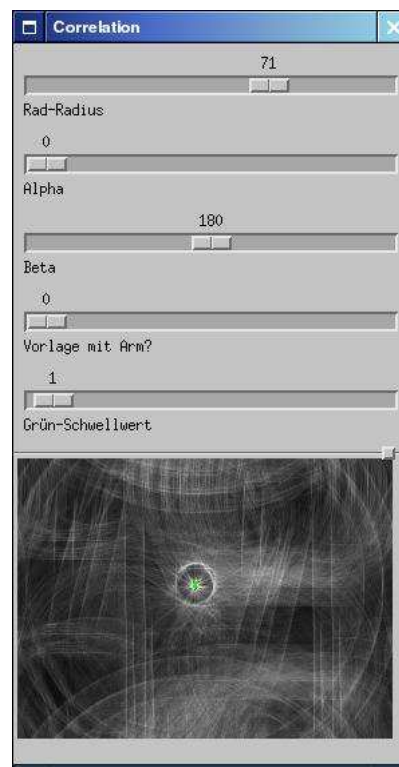 Correlation
71
Rad-Radius
0
Alpha
180
Beta
0
Vorlage mit Arm?
1
Grün-Schwellwert